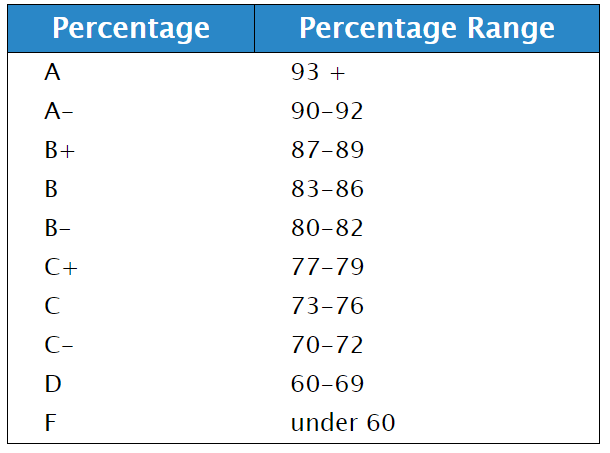 Percentage Percentage Range
A 93 +
A- 90-92
B+ 87-89
B 83-86
B- 80-82
C+ 77-79
C 73-76
C- 70-72
D 60-69
F under 60